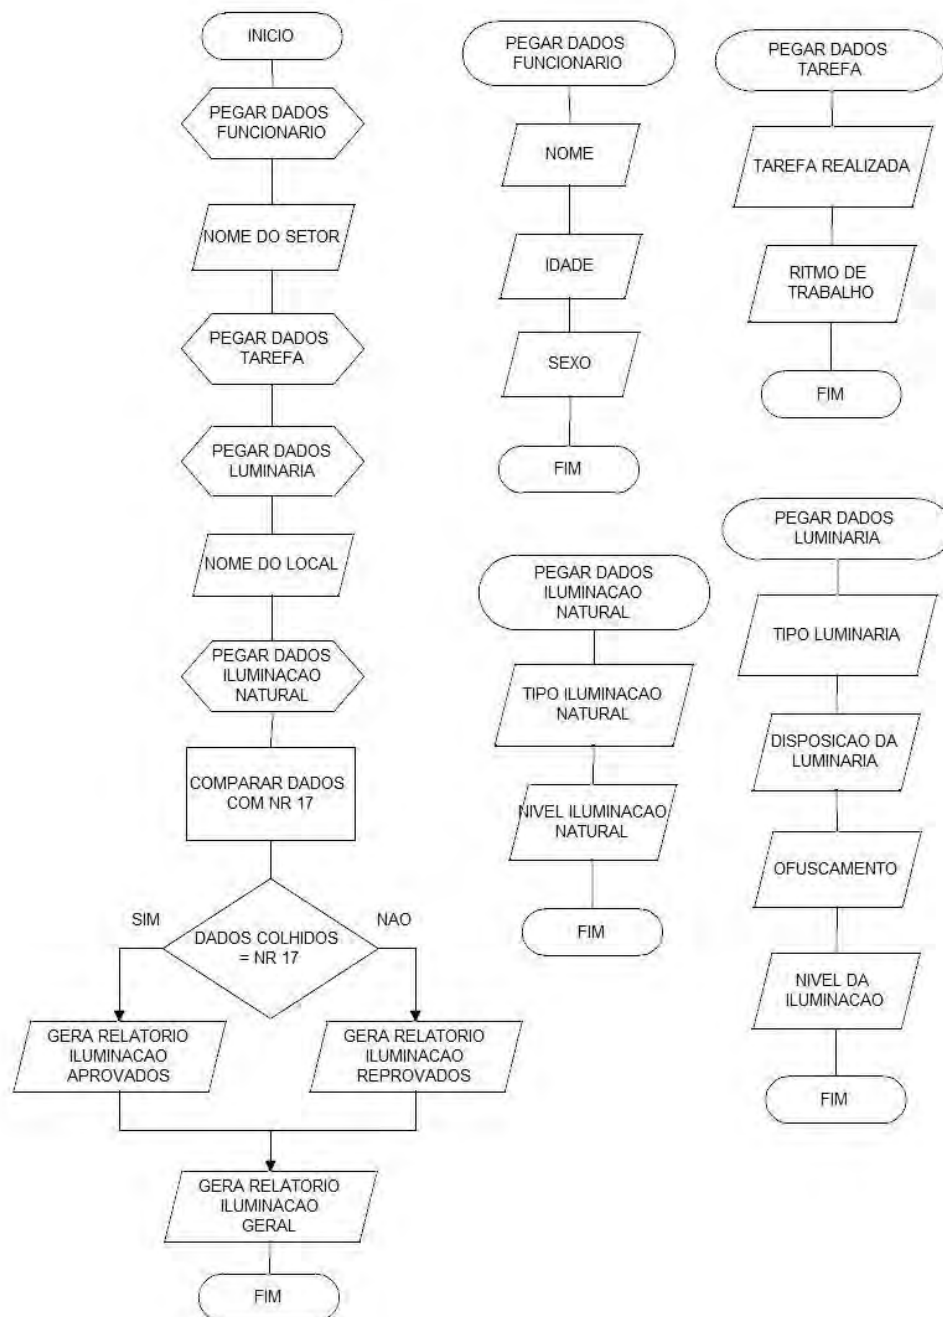 INICIO
PEGAR DADOS
FUNCIONARIO
NOME DO SETOR
PEGAR DADOS
TAREFA
PEGAR DADOS
LUMINARIA
NOME DO LOCAL
PEGAR DADOS
ILUMINACAO
NATURAL
COMPARAR DADOS
COM NR 17
SIM
NAO
DADOS COLHIDOS
= NR 17
GERA RELATORIO
ILUMINACAO
APROVADOS
GERA RELATORIO
ILUMINACAO
REPROVADOS
GERA RELATORIO
ILUMINACAO
GERAL
FIM
PEGAR DADOS
FUNCIONARIO
NOME
IDADE
SEXO
FIM
PEGAR DADOS
ILUMINACAO
NATURAL
TIPO ILUMINACAO
NATURAL
NIVEL ILUMINACAO
NATURAL
FIM
PEGAR DADOS
TAREFA
TAREFA REALIZADA
RITMO DE
TRABALHO
FIM
PEGAR DADOS
LUMINARIA
TIPO LUMINARIA
DISPOSICAO DA
LUMINARIA
OFUSCAMENTO
NIVEL DA
ILUMINACAO
FIM